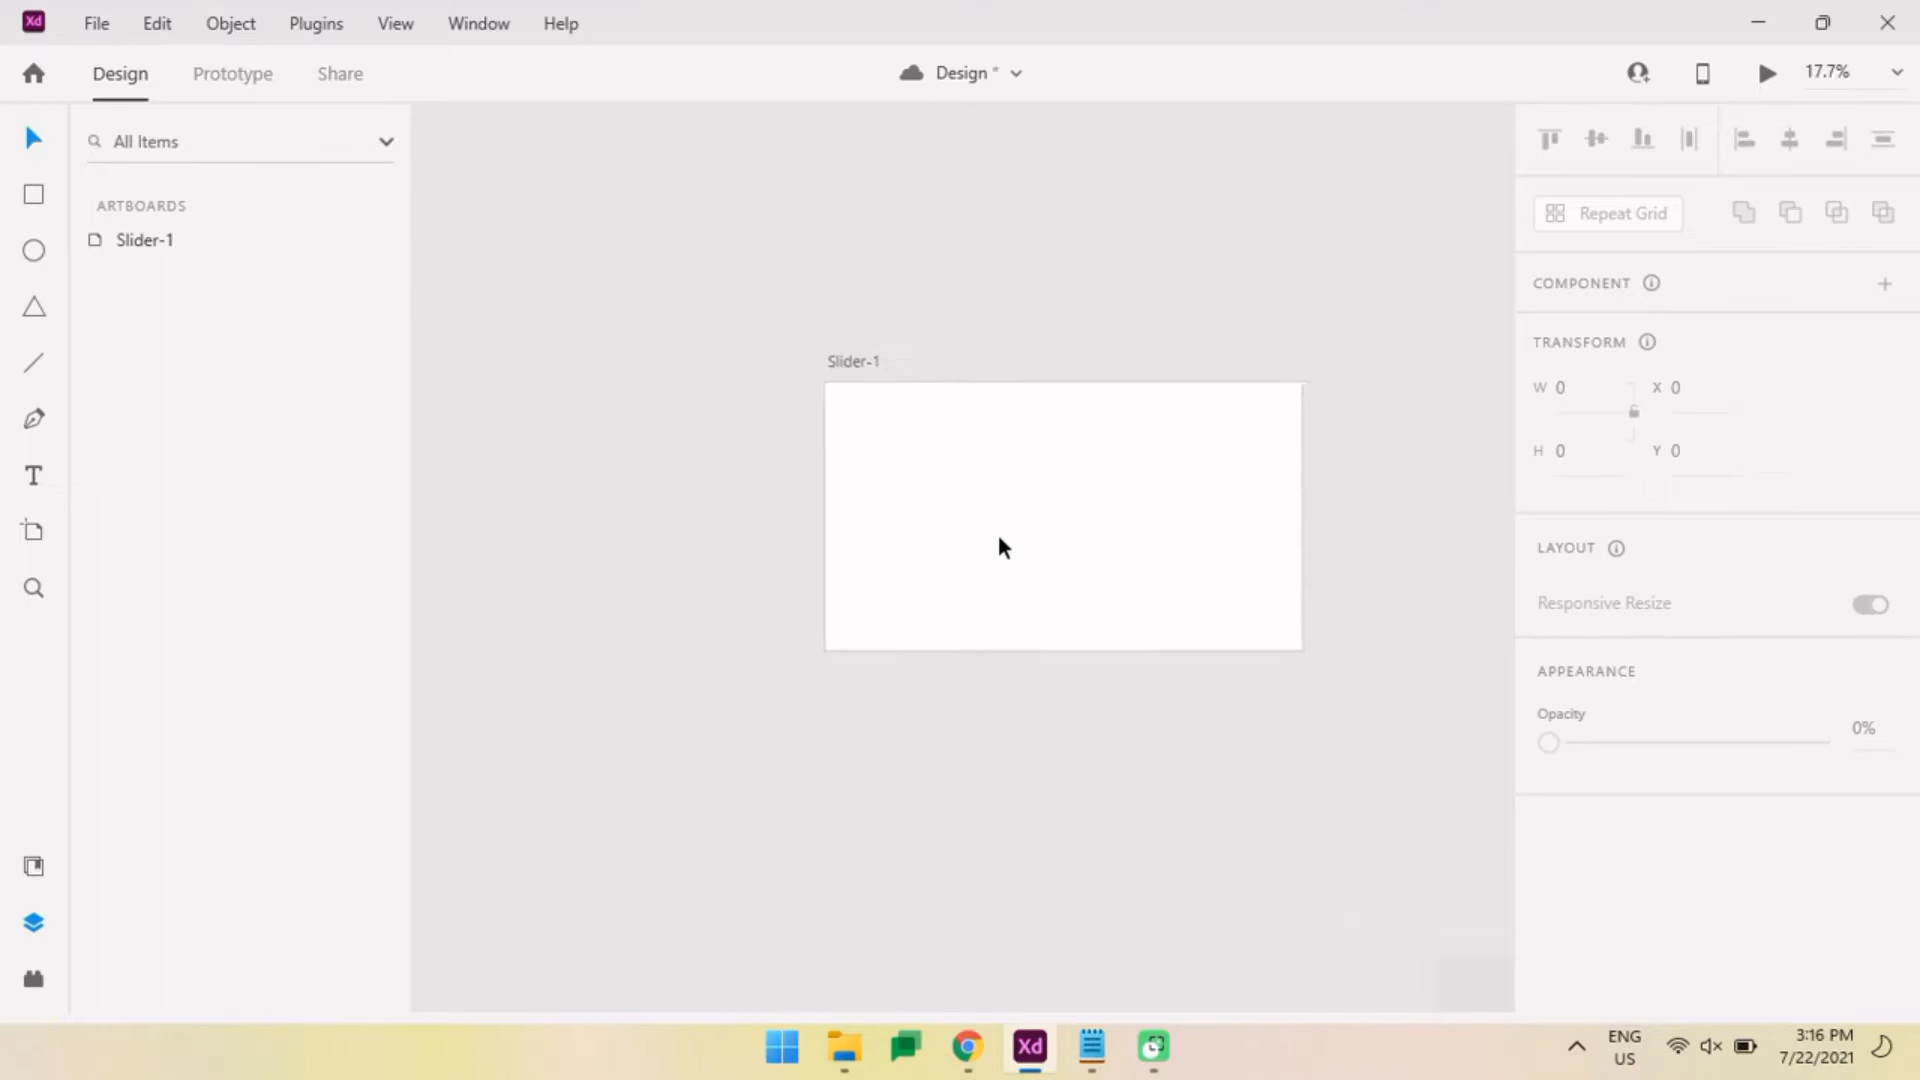 Xd File Edit Object Plugins View Window Help
Design Prototype Share Design * 17.7%
All Items
ARTBOARDS
Slider-1
Slider-1
Repeat Grid
COMPONENT
TRANSFORM
W 0 X 0
H 0 Y 0
LAYOUT
Responsive Resize
APPEARANCE
Opacity
0%
T
Xd
ENG
US
3:16 PM
7/22/2021